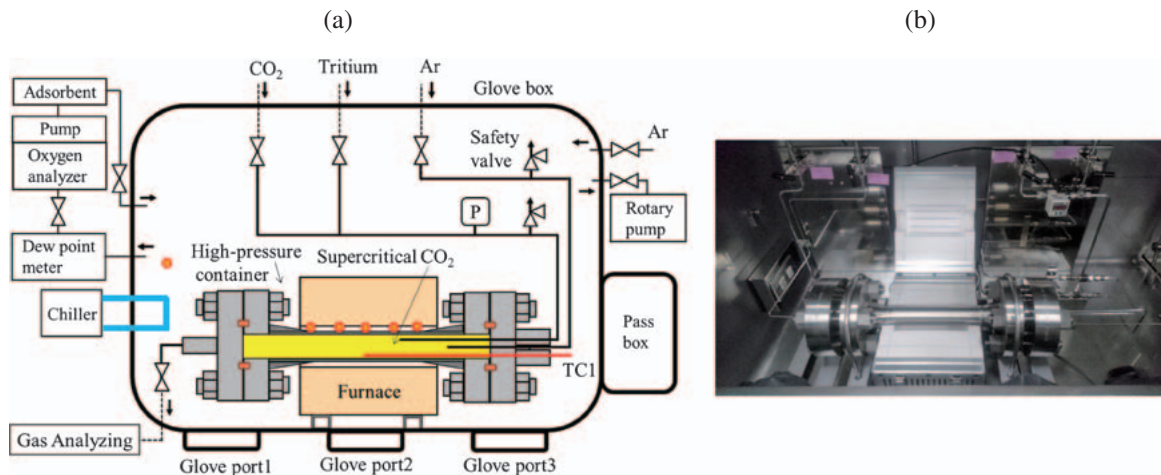 (a)
(b)
CO2
Tritium
Ar
Glove box
Adsorbent
Pump
Oxygen
analyzer
Safety
valve
Ar
P
Rotary
pump
Dew point
meter
High-pressure
container
Supercritical CO2
Chiller
Pass
box
TC1
Furnace
Gas Analyzing
Glove port1
Glove port2
Glove port3